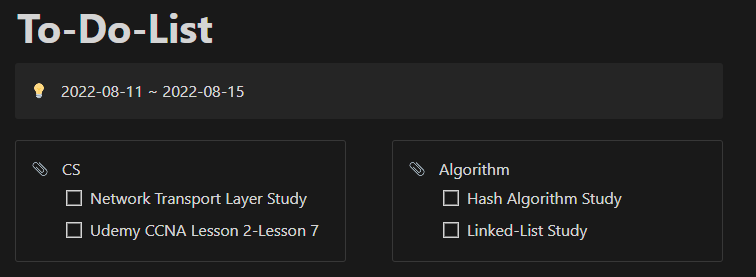 To-Do-List
2022-08-11 ~ 2022-08-15
CS
Network Transport Layer Study
Udemy CCNA Lesson 2-Lesson 7
Algorithm
Hash Algorithm Study
Linked-List Study